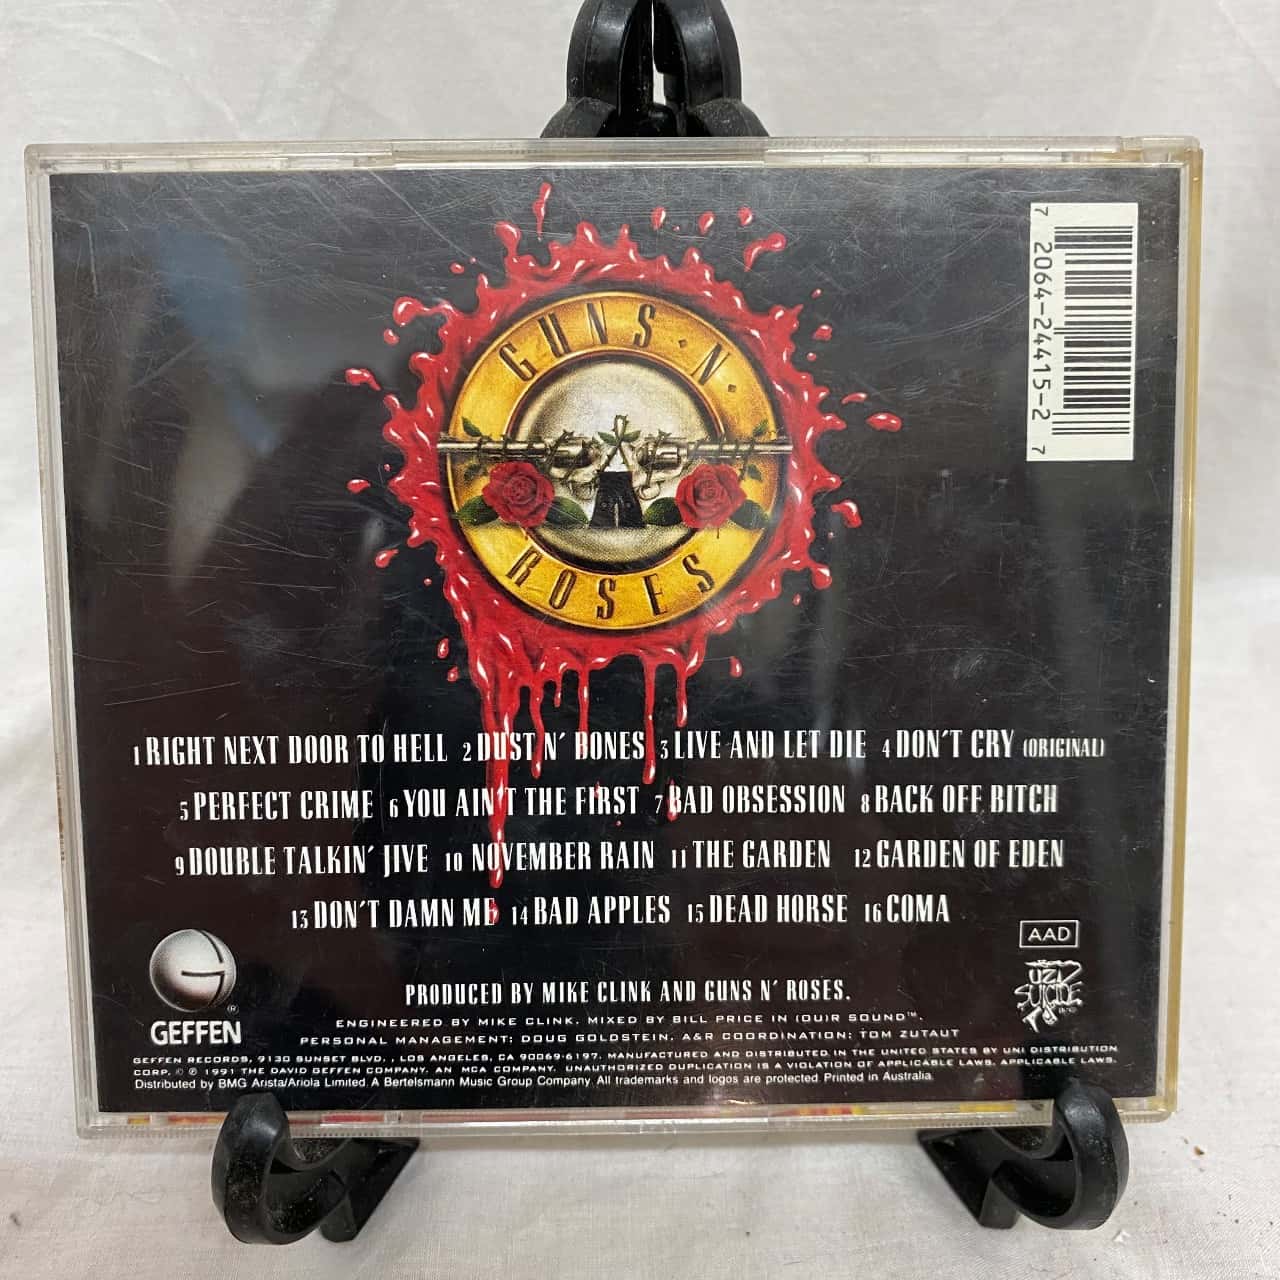 GUNS N' ROSES
7 2064-24415-2 7
1 RIGHT NEXT DOOR TO HELL 2 DUST N' BONES 3 LIVE AND LET DIE 4 DON'T CRY (ORIGINAL)
5 PERFECT CRIME 6 YOU AIN'T THE FIRST 7 BAD OBSESSION 8 BACK OFF BITCH
9 DOUBLE TALKIN' JIVE 10 NOVEMBER RAIN 11 THE GARDEN 12 GARDEN OF EDEN
13 DON'T DAMN ME 14 BAD APPLES 15 DEAD HORSE 16 COMA
AAD
UZI
SUICIDE
G
®
GEFFEN
PRODUCED BY MIKE CLINK AND GUNS N' ROSES.
ENGINEERED BY MIKE CLINK. MIXED BY BILL PRICE IN (OU)R SOUND™.
PERSONAL MANAGEMENT: DOUG GOLDSTEIN. A&R COORDINATION: TOM ZUTAUT
GEFFEN RECORDS, 9130 SUNSET BLVD., LOS ANGELES, CA 90069-6197. MANUFACTURED AND DISTRIBUTED IN THE UNITED STATES BY UNI DISTRIBUTION
CORP. © ℗ 1991 THE DAVID GEFFEN COMPANY. AN MCA COMPANY. UNAUTHORIZED DUPLICATION IS A VIOLATION OF APPLICABLE LAWS. APPLICABLE LAWS.
Distributed by BMG Arista/Ariola Limited. A Bertelsmann Music Group Company. All trademarks and logos are protected. Printed in Australia.